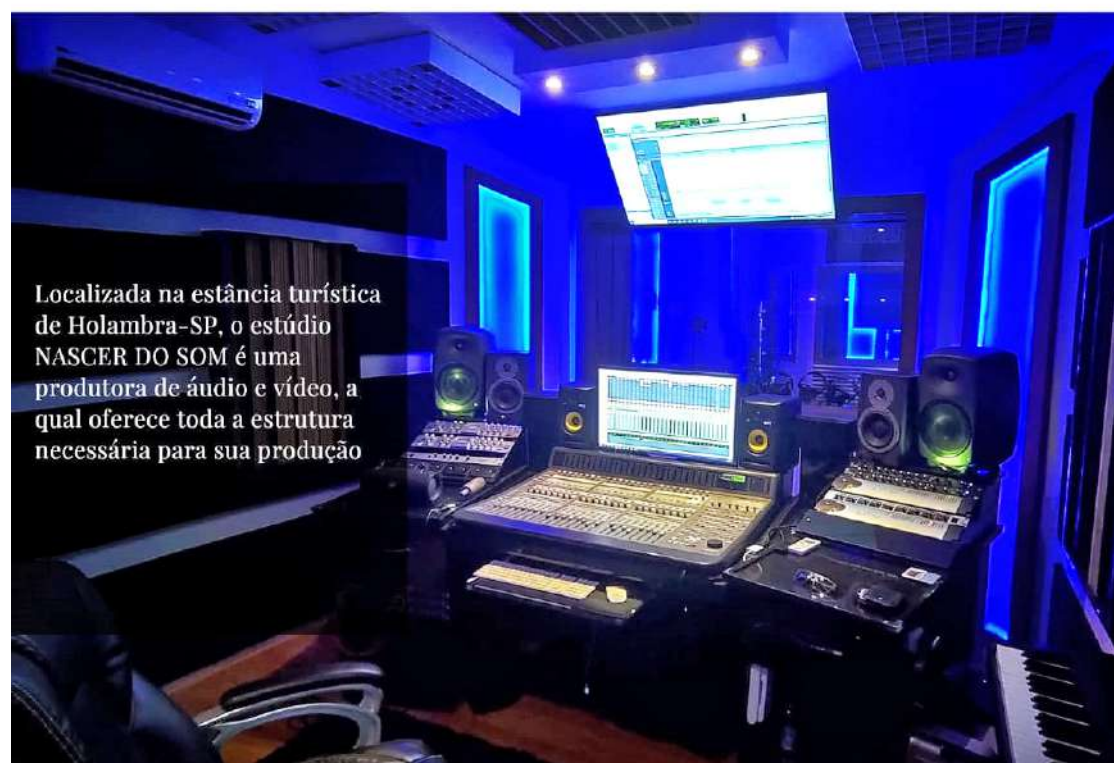 Localizada na estância turística
de Holambra-SP, o estúdio
NASCER DO SOM é uma
produtora de áudio e vídeo, a
qual oferece toda a estrutura
necessária para sua produção